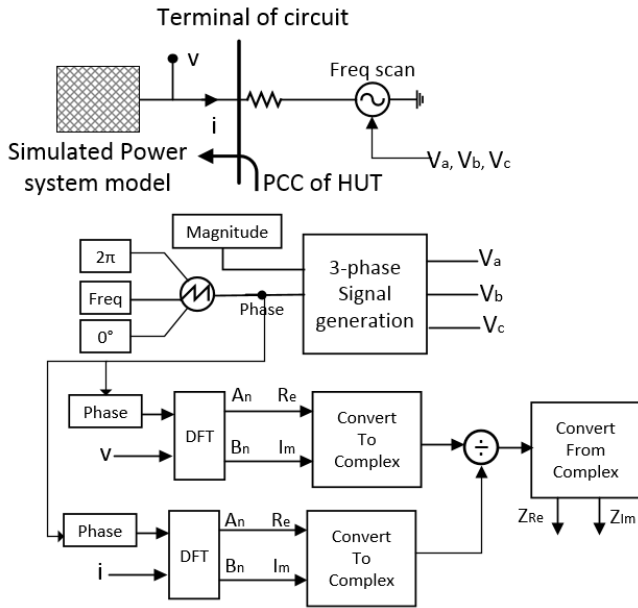 Terminal of circuit
v
Freq scan
i
Simulated Power
system model
PCC of HUT
Va, Vb, Vc
Magnitude
2π
Freq
0°
Phase
3-phase
Signal
generation
Va
Vb
Vc
Phase
v
DFT
An
Bn
Re
Im
Convert
To
Complex
÷
Convert
From
Complex
ZRe
ZIm
Phase
i
DFT
An
Bn
Re
Im
Convert
To
Complex